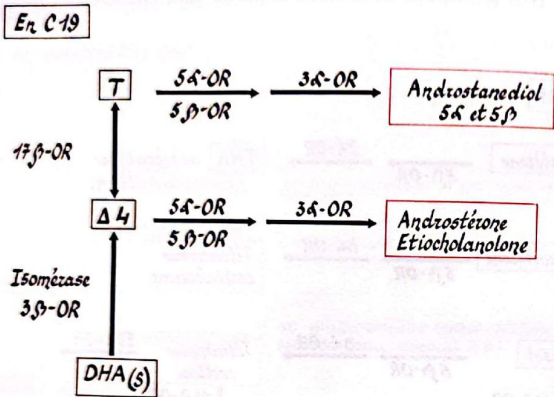 En C19
T
5α-OR
3α-OR
5β-OR
Androstanediol
5α et 5β
17β-OR
Δ4
5α-OR
3α-OR
5β-OR
Androstérone
Etiocholanolone
Isomérase
3β-OR
DHA(S)